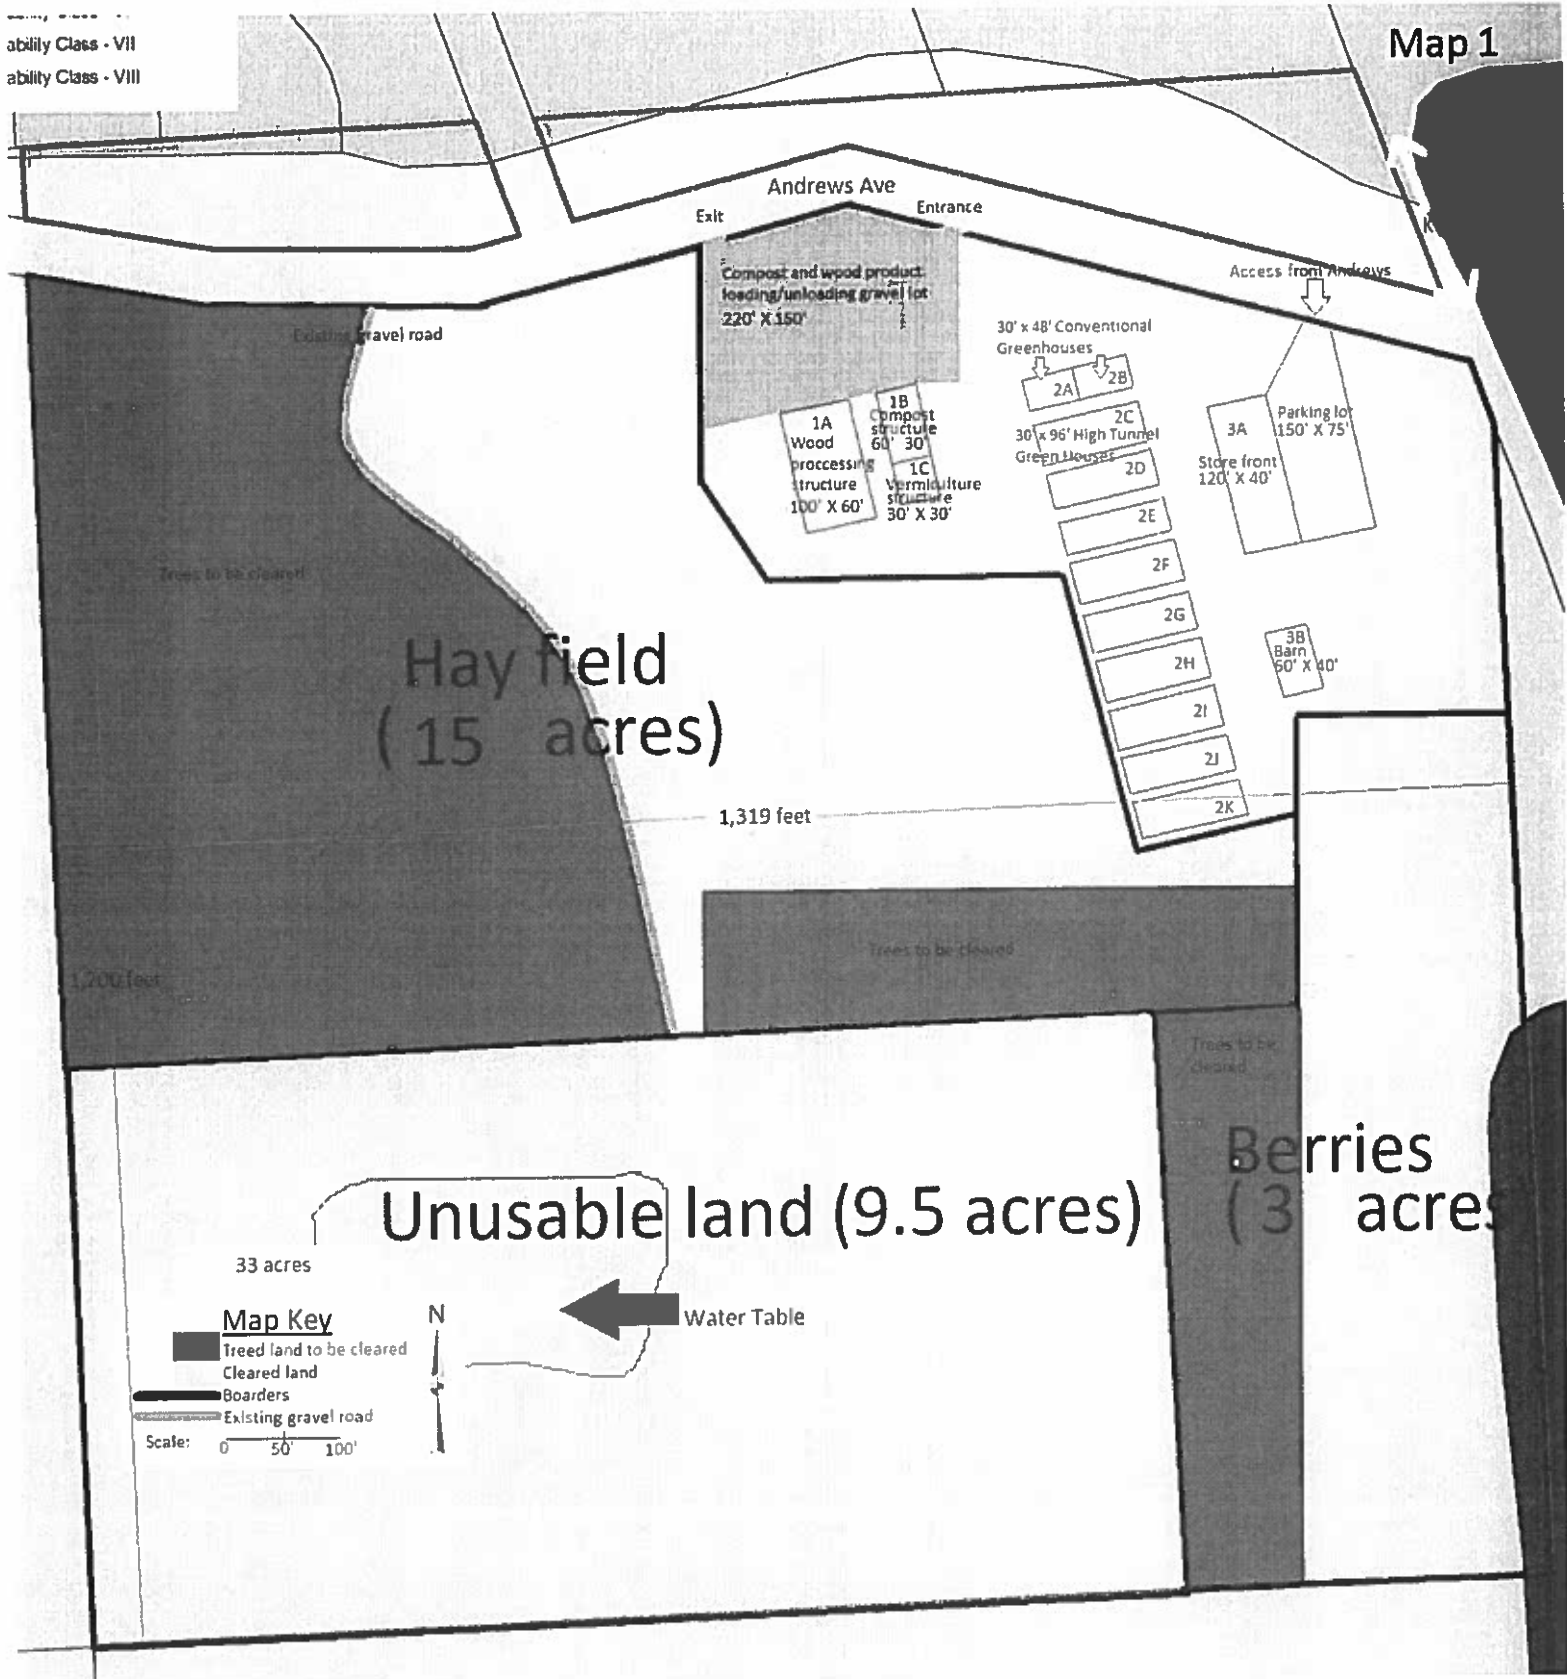 ability Class - VII
ability Class - VIII
Map 1
Andrews Ave
Exit
Entrance
Access front Andrews
Compost and wood product
loading/unloading gravel lot
220' X 150'
Existing gravel road
30' x 48' Conventional
Greenhouses
2A
2B
2C
30' x 96' High Tunnel
Green Houses
2D
2E
2F
2G
2H
2I
2J
2K
1A
Wood
proccessing
structure
100' X 60'
1B
Compost
structure
60' 30'
1C
Vermiculture
structure
30' X 30'
3A
Store front
120' X 40'
Parking lot
150' X 75'
3B
Barn
60' X 40'
Trees to be cleared
Hay field
( 15 acres)
1,319 feet
Trees to be cleared
1,200 feet
Trees to be
cleared
Berries
( 3 acres
Unusable land (9.5 acres)
33 acres
Water Table
Map Key
Treed land to be cleared
Cleared land
Boarders
Existing gravel road
Scale: 0 50' 100'
N